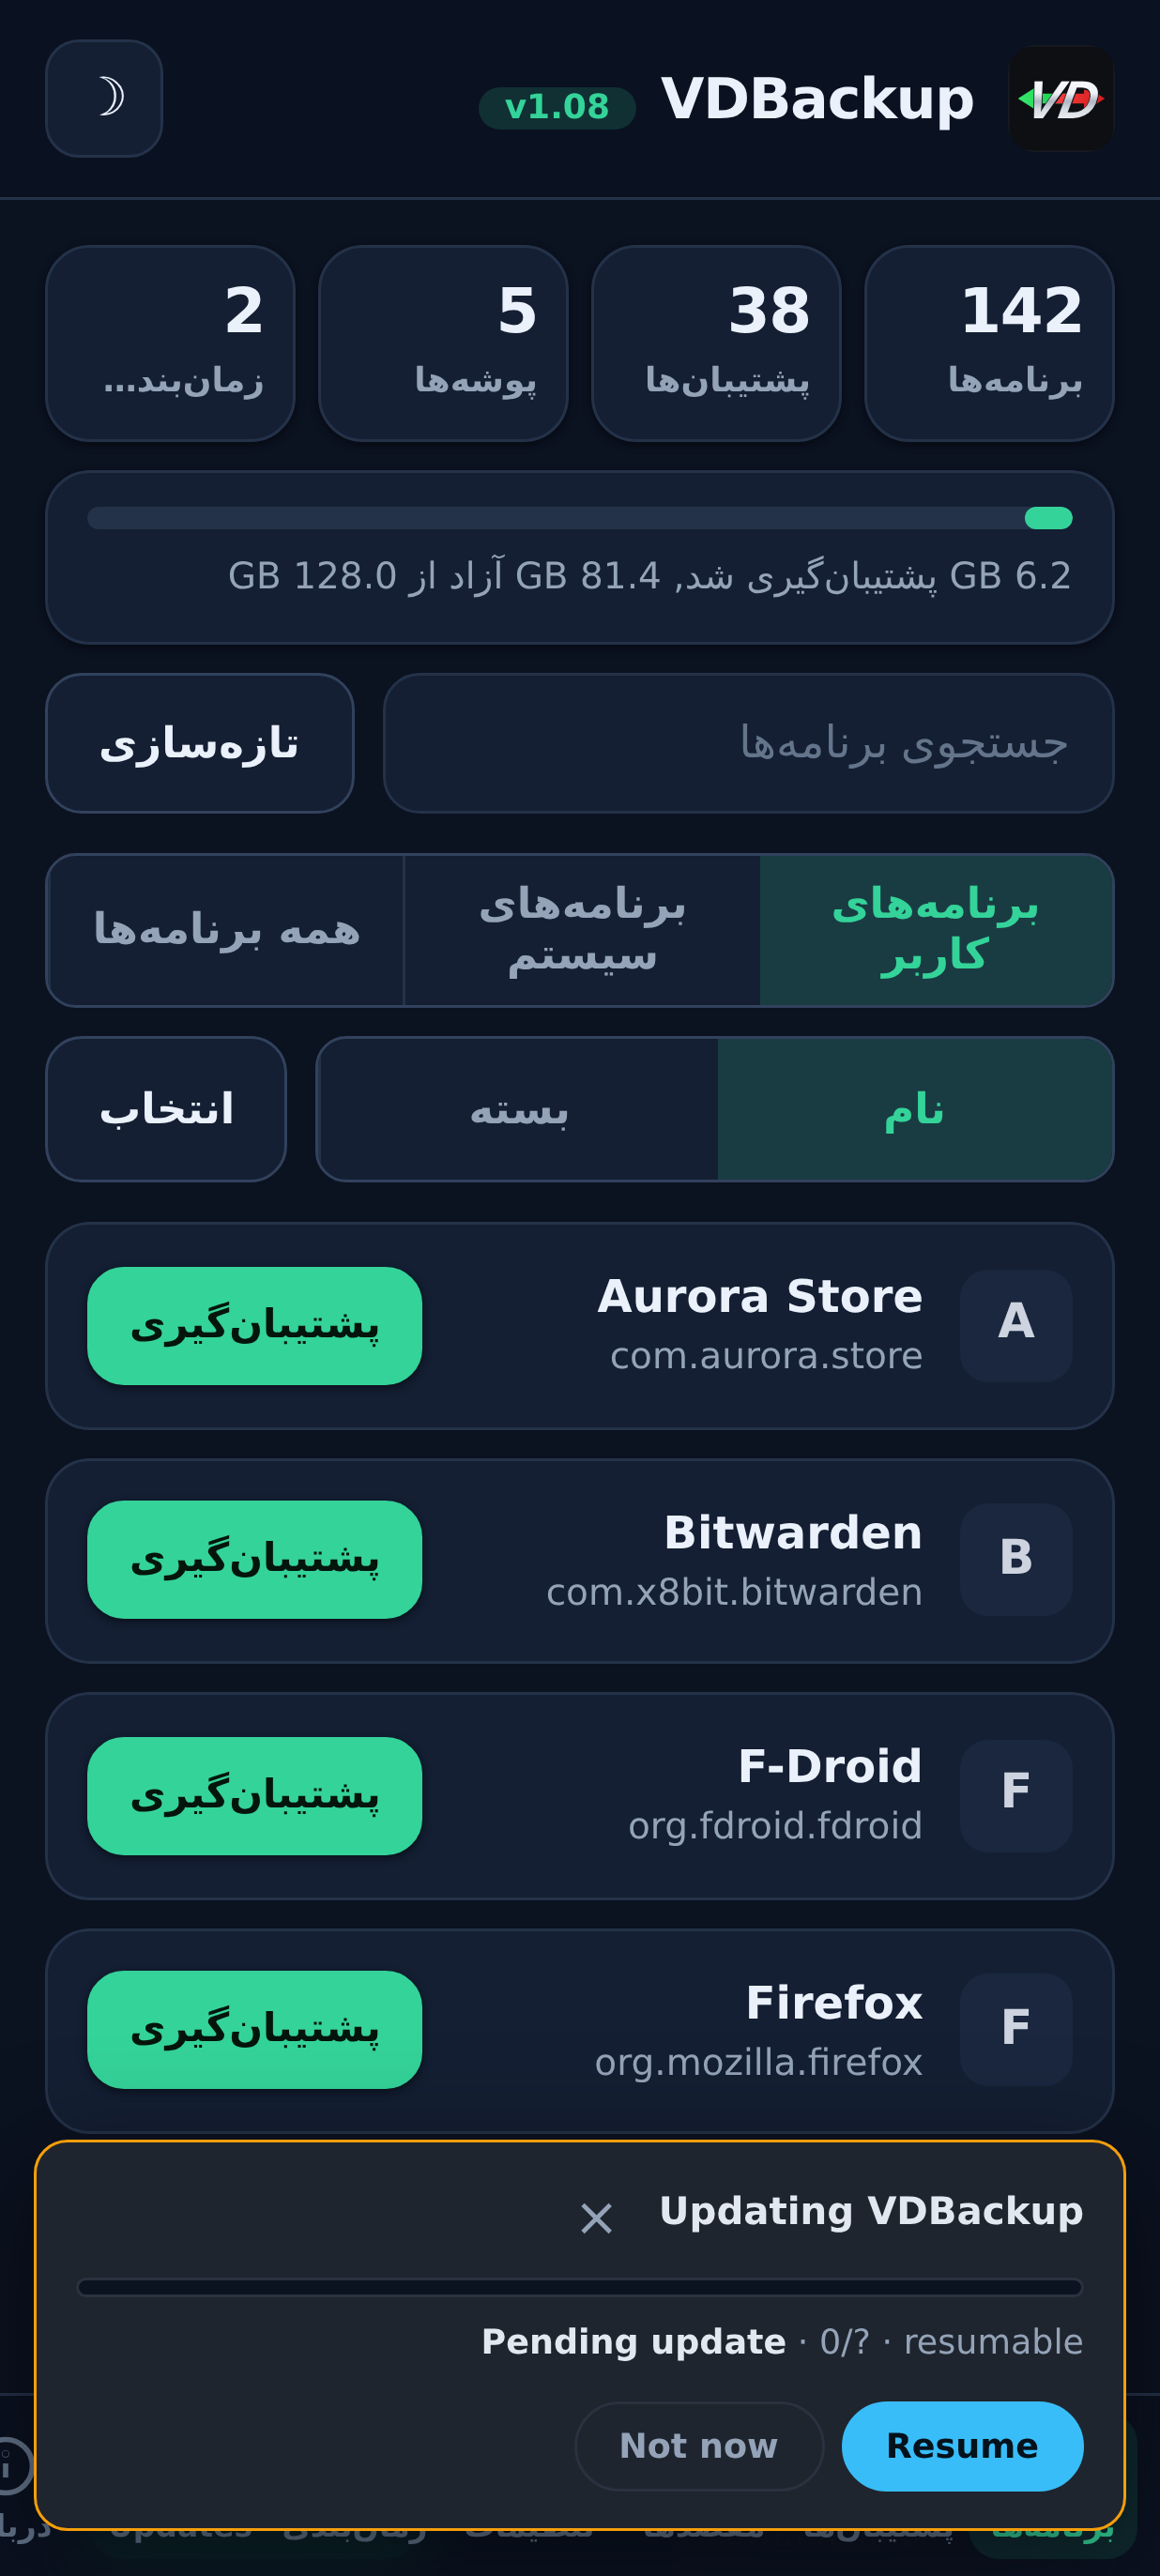 VD
VDBackup v1.08
142
برنامه‌ها
38
پشتیبان‌ها
5
پوشه‌ها
2
زمان‌بند…
6.2 GB پشتیبان‌گیری شد, 81.4 GB آزاد از 128.0 GB
جستجوی برنامه‌ها
تازه‌سازی
برنامه‌های
کاربر
برنامه‌های
سیستم
همه برنامه‌ها
نام
بسته
انتخاب
A
Aurora Store
com.aurora.store
پشتیبان‌گیری
B
Bitwarden
com.x8bit.bitwarden
پشتیبان‌گیری
F
F-Droid
org.fdroid.fdroid
پشتیبان‌گیری
F
Firefox
org.mozilla.firefox
پشتیبان‌گیری
Updating VDBackup ×
Pending update · 0/? · resumable
Resume
Not now